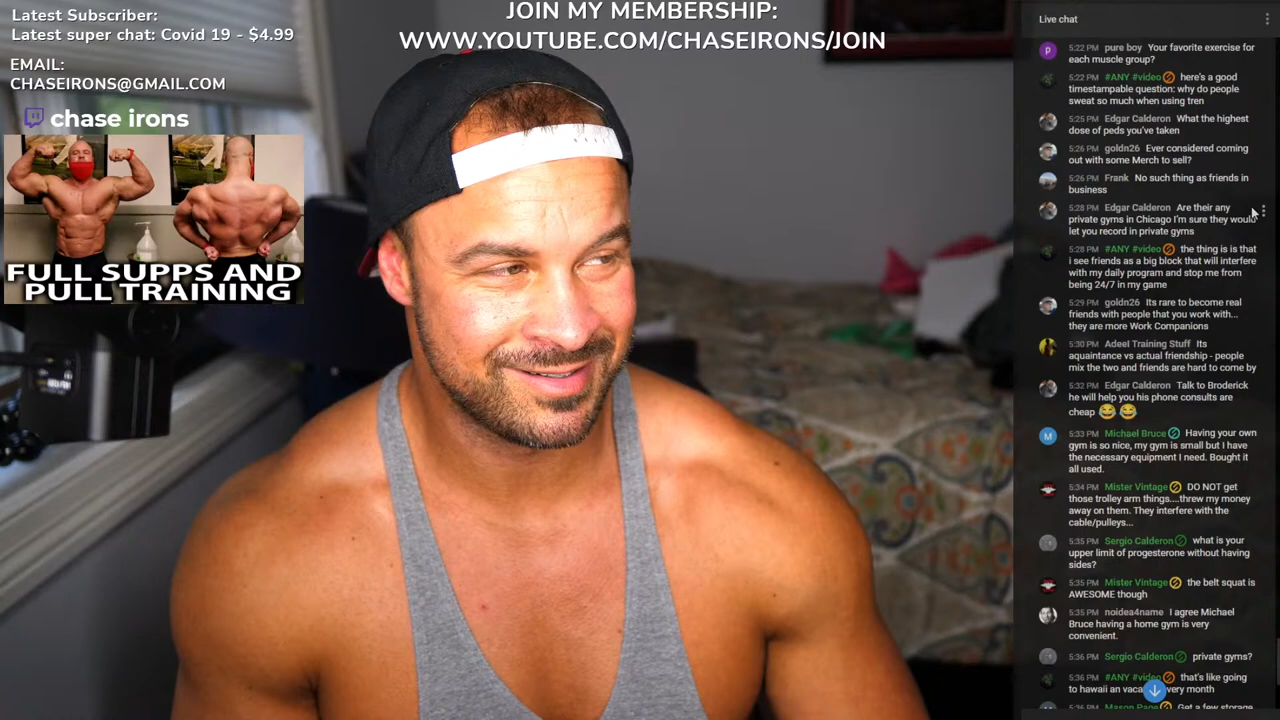 Latest Subscriber:
Latest super chat: Covid 19 - $4.99
EMAIL:
CHASEIRONS@GMAIL.COM
chase irons
FULL SUPPS AND
PULL TRAINING
JOIN MY MEMBERSHIP:
WWW.YOUTUBE.COM/CHASEIRONS/JOIN
Live chat
P 5:22 PM pure boy Your favorite exercise for
each muscle group?
5:22 PM #ANY #video here's a good
timestampable question: why do people
sweat so much when using tren
5:25 PM Edgar Calderon What the highest
dose of peds you've taken
5:26 PM goldn26 Ever considered coming
out with some Merch to sell?
5:26 PM Frank No such thing as friends in
business
5:28 PM Edgar Calderon Are their any
private gyms in Chicago I'm sure they would
let you record in private gyms
5:28 PM #ANY #video the thing is is that
i see friends as a big block that will interfere
with my daily program and stop me from
being 24/7 in my game
5:29 PM goldn26 Its rare to become real
friends with people that you work with...
they are more Work Companions
5:30 PM Adeel Training Stuff Its
aquaintance vs actual friendship - people
mix the two and friends are hard to come by
5:32 PM Edgar Calderon Talk to Broderick
he will help you his phone consults are
cheap 😂 😂
M 5:33 PM Michael Bruce Having your own
gym is so nice, my gym is small but I have
the necessary equipment I need. Bought it
all used.
5:34 PM Mister Vintage DO NOT get
those trolley arm things....threw my money
away on them. They interfere with the
cable/pulleys...
5:35 PM Sergio Calderon what is your
upper limit of progesterone without having
sides?
5:35 PM Mister Vintage the belt squat is
AWESOME though
5:35 PM noidea4name I agree Michael
Bruce having a home gym is very
convenient.
5:36 PM Sergio Calderon private gyms?
5:36 PM #ANY #video that's like going
to hawaii an every month
Mason Page Get a few storage